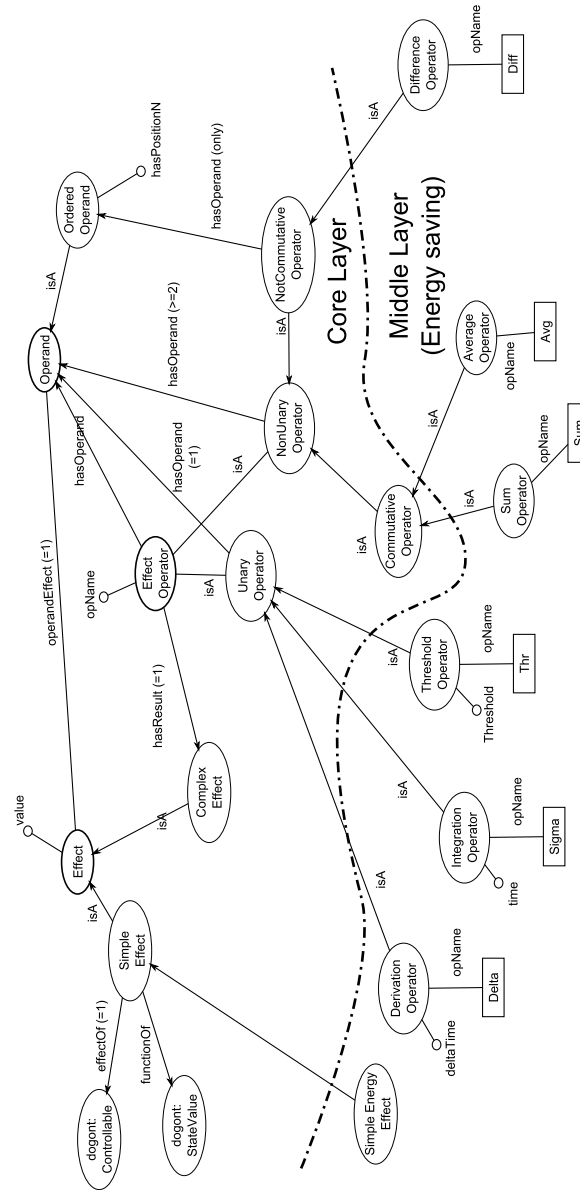 dogont:
Controllable
effectOf (=1)
dogont:
StateValue
functionOf
Simple
Effect
isA
Effect
value
operandEffect (=1)
Complex
Effect
isA
hasResult (=1)
Effect
Operator
opName
hasOperand
Operand
isA
Ordered
Operand
hasPositionN
hasOperand (only)
hasOperand (>=2)
hasOperand
(=1)
isA
isA
Unary
Operator
NonUnary
Operator
isA
NotCommutative
Operator
isA
Commutative
Operator
Core Layer
Middle Layer
(Energy saving)
Simple Energy
Effect
isA
Derivation
Operator
deltaTime
opName
Delta
isA
Integration
Operator
time
opName
Sigma
isA
Threshold
Operator
Threshold
opName
Thr
isA
Sum
Operator
opName
Sum
isA
Average
Operator
opName
Avg
isA
Difference
Operator
opName
Diff